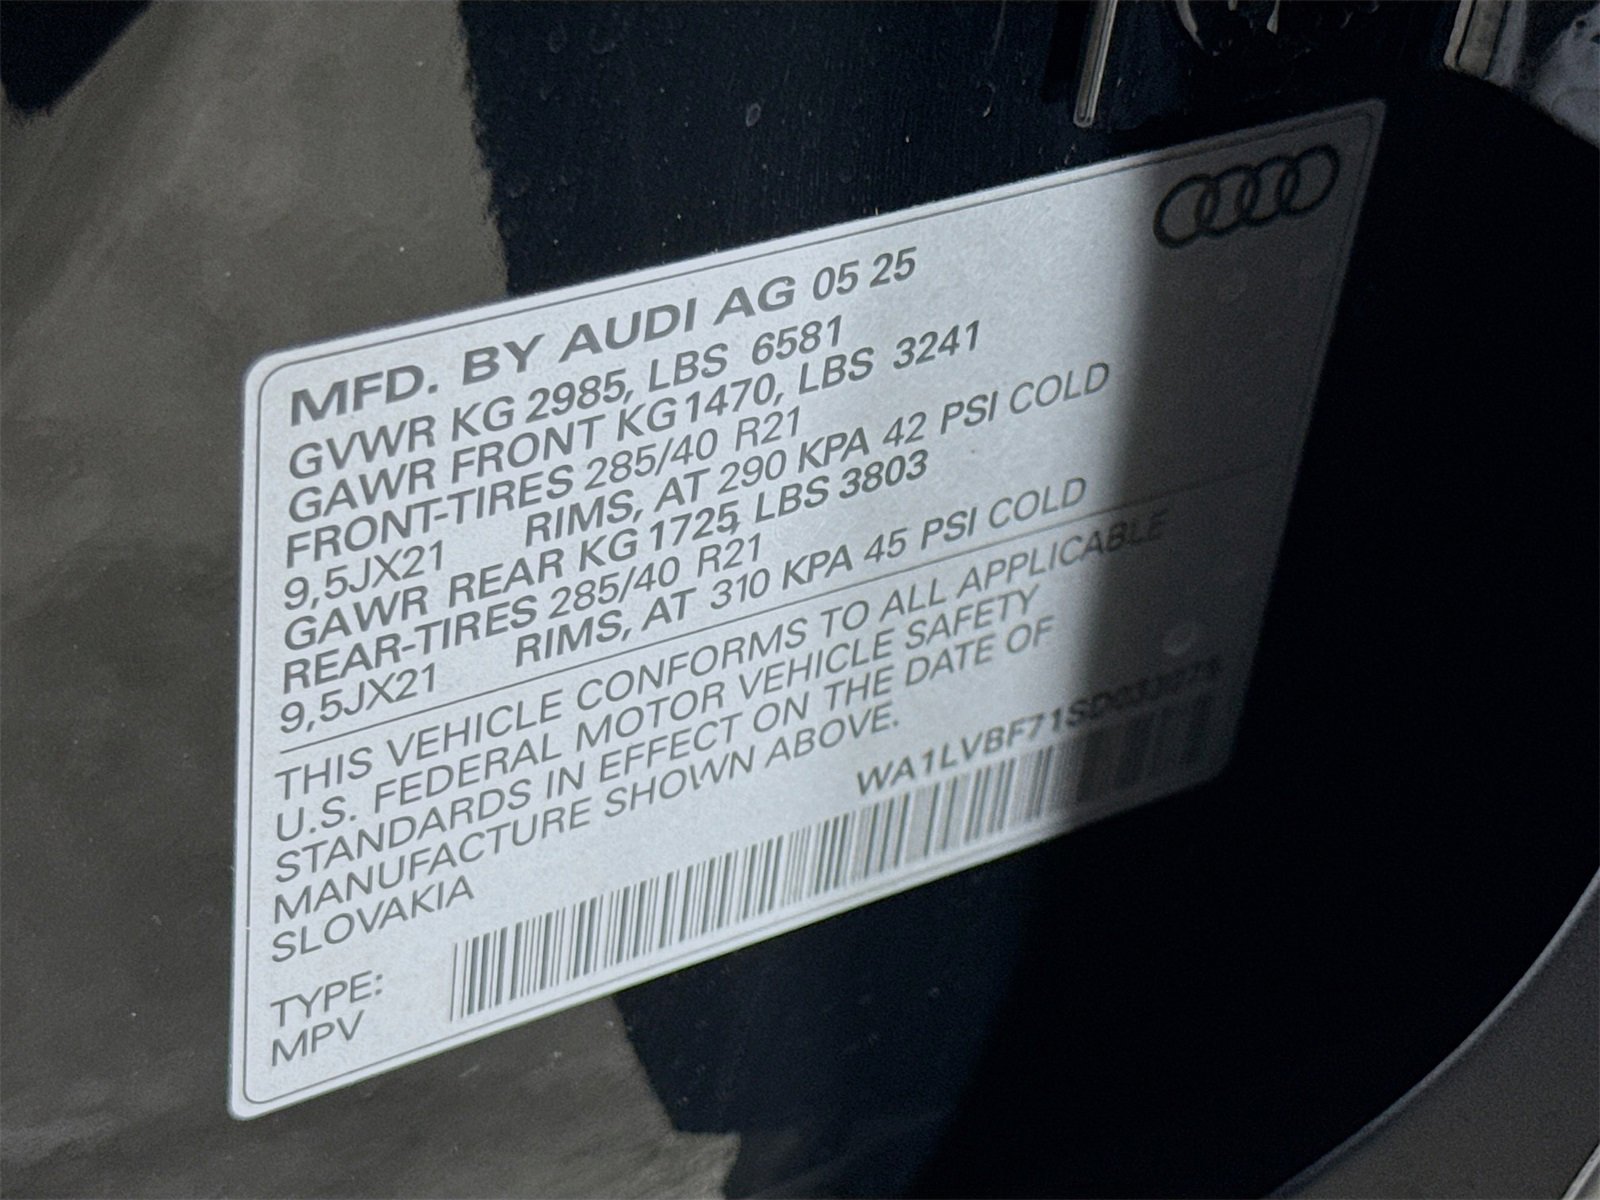 MFD. BY AUDI AG 05 25
GVWR KG 2985, LBS 6581
GAWR FRONT KG 1470, LBS 3241
FRONT-TIRES 285/40 R21
9,5JX21 RIMS, AT 290 KPA 42 PSI COLD
GAWR REAR KG 1725, LBS 3803
REAR-TIRES 285/40 R21
9,5JX21 RIMS, AT 310 KPA 45 PSI COLD
THIS VEHICLE CONFORMS TO ALL APPLICABLE
U.S. FEDERAL MOTOR VEHICLE SAFETY
STANDARDS IN EFFECT ON THE DATE OF
MANUFACTURE SHOWN ABOVE.
SLOVAKIA
TYPE:
MPV